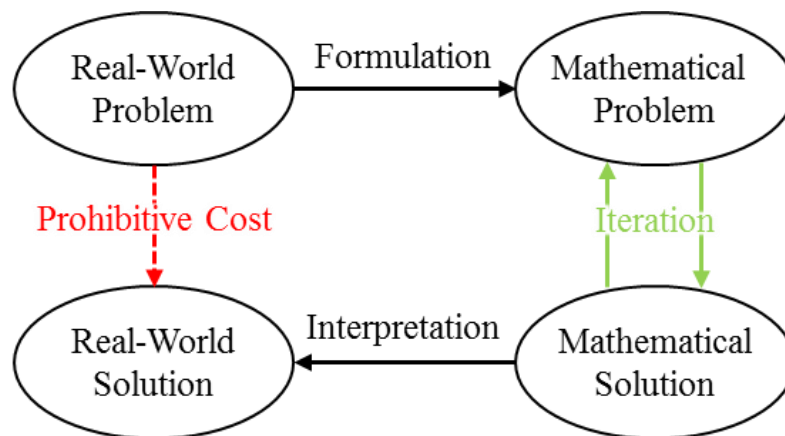 Real-World
Problem
Formulation
Mathematical
Problem
Prohibitive Cost
Iteration
Real-World
Solution
Interpretation
Mathematical
Solution